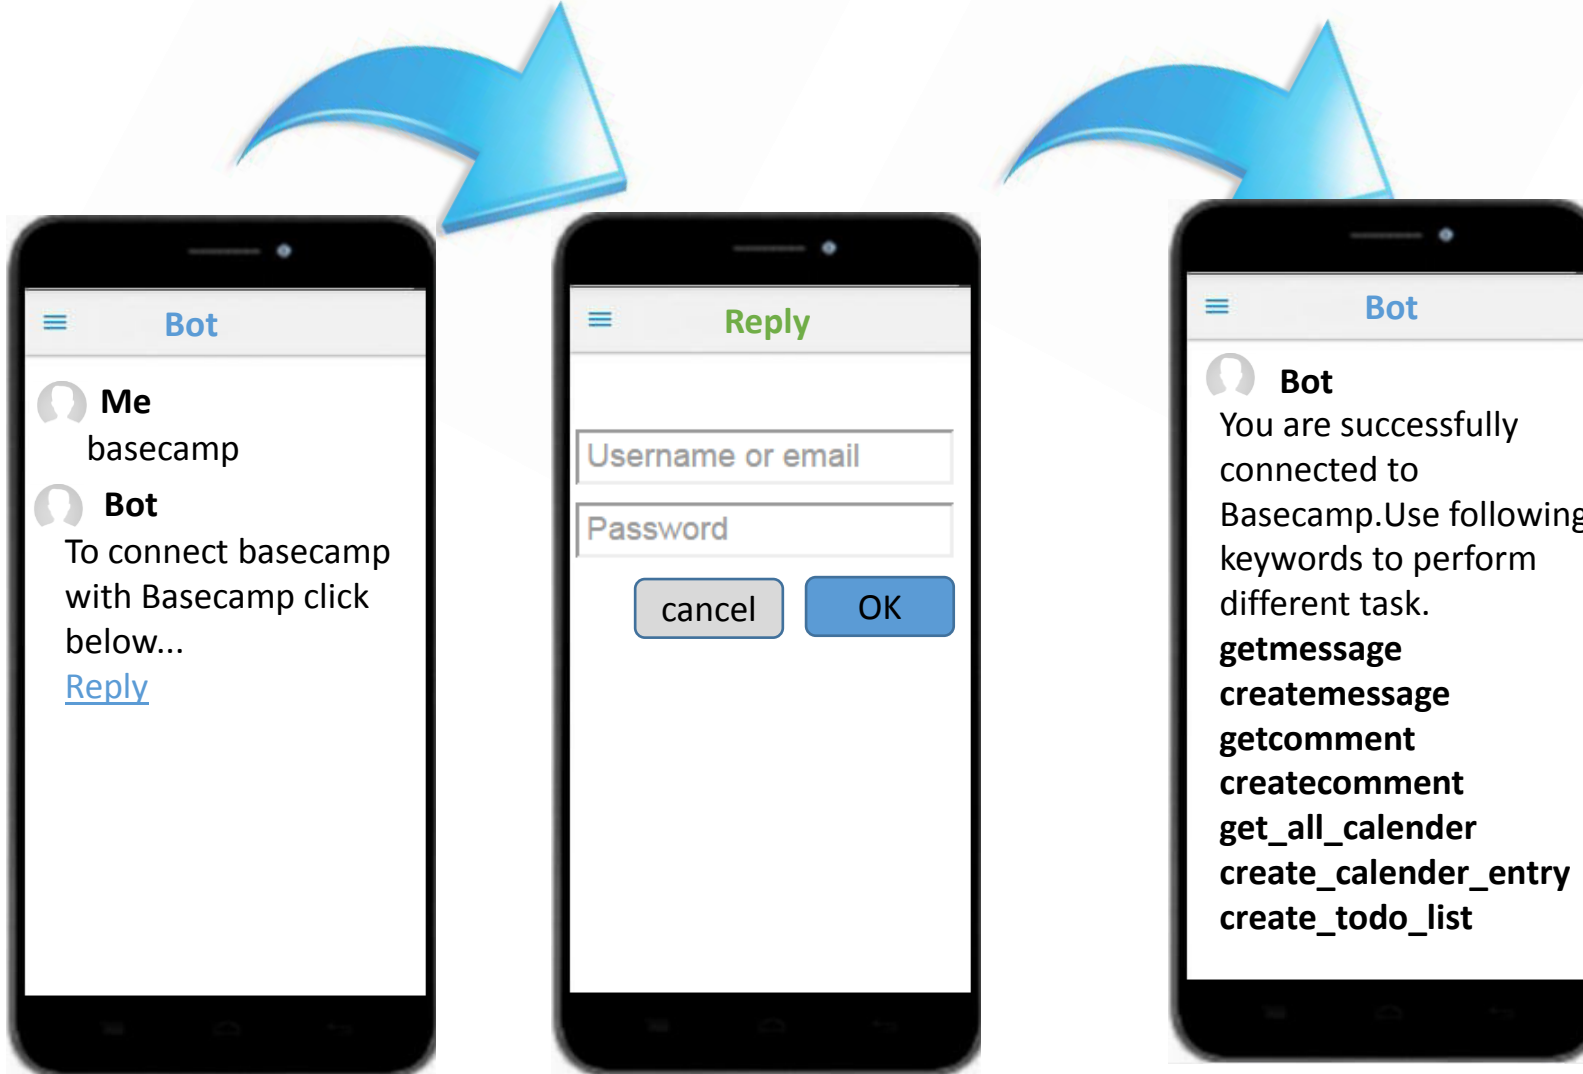 Bot
Me
basecamp
Bot
To connect basecamp
with Basecamp click
below...
Reply
Reply
Username or email
Password
cancel
OK
Bot
Bot
You are successfully
connected to
Basecamp.Use following
keywords to perform
different task.
getmessage
createmessage
getcomment
createcomment
get_all_calender
create_calender_entry
create_todo_list